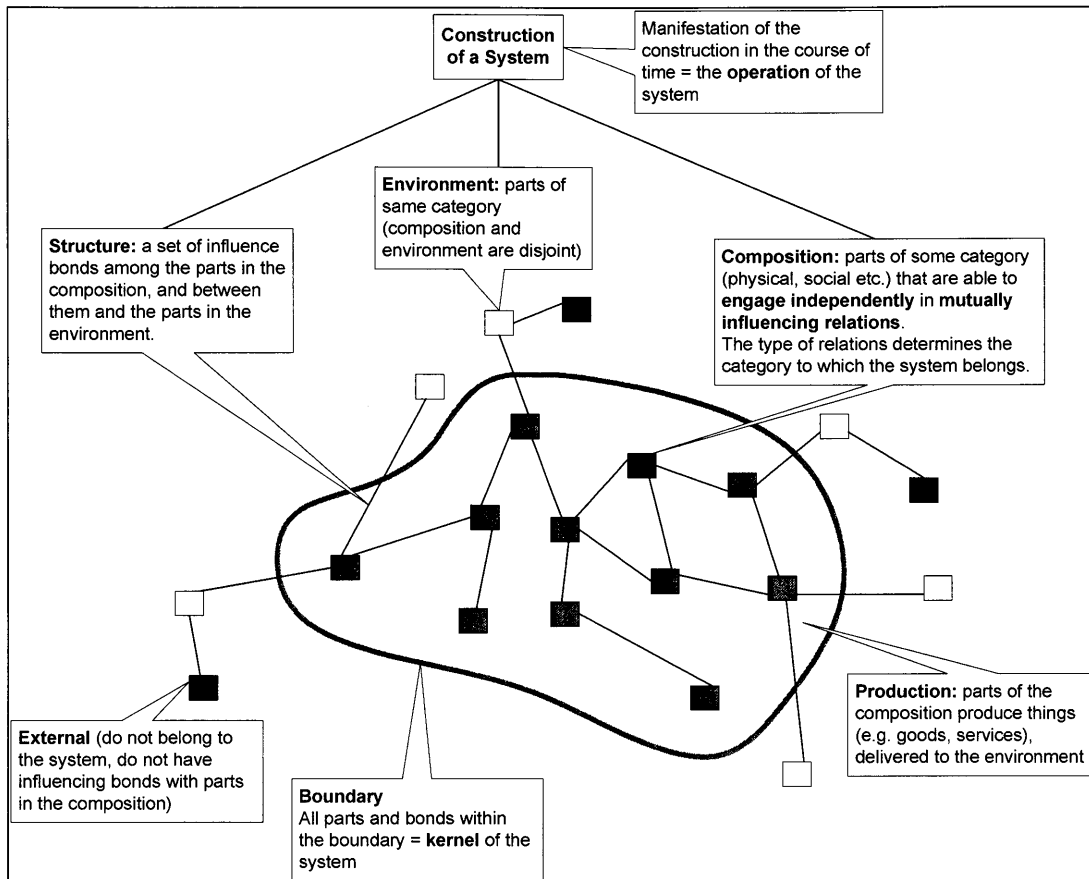 Construction
of a System
Manifestation of the
construction in the course of
time = the operation of the
system
Environment: parts of
same category
(composition and
environment are disjoint)
Structure: a set of influence
bonds among the parts in the
composition, and between
them and the parts in the
environment.
Composition: parts of some category
(physical, social etc.) that are able to
engage independently in mutually
influencing relations.
The type of relations determines the
category to which the system belongs.
External (do not belong to
the system, do not have
influencing bonds with parts
in the composition)
Boundary
All parts and bonds within
the boundary = kernel of the
system
Production: parts of the
composition produce things
(e.g. goods, services),
delivered to the environment